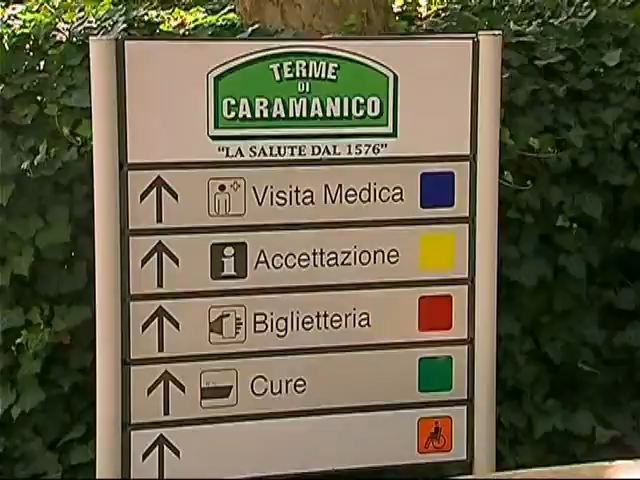 TERME
DI
CARAMANICO
"LA SALUTE DAL 1576"
Visita Medica
Accettazione
Biglietteria
Cure